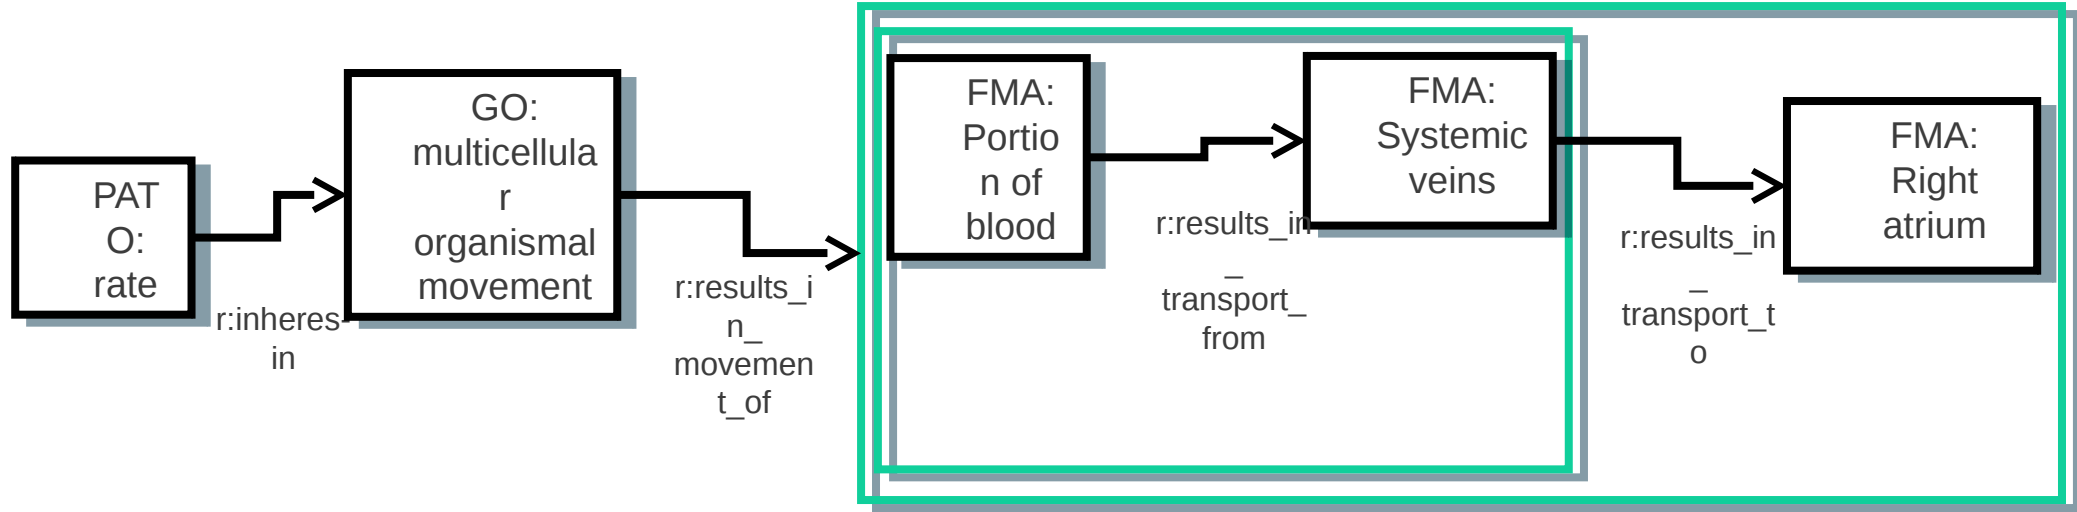 PAT
O:
rate
r:inheres-
in
GO:
multicellula
r
organismal
movement
r:results_i
n_
movemen
t_of
FMA:
Portio
n of
blood
r:results_in
_
transport_
from
FMA:
Systemic
veins
r:results_in
_
transport_t
o
FMA:
Right
atrium